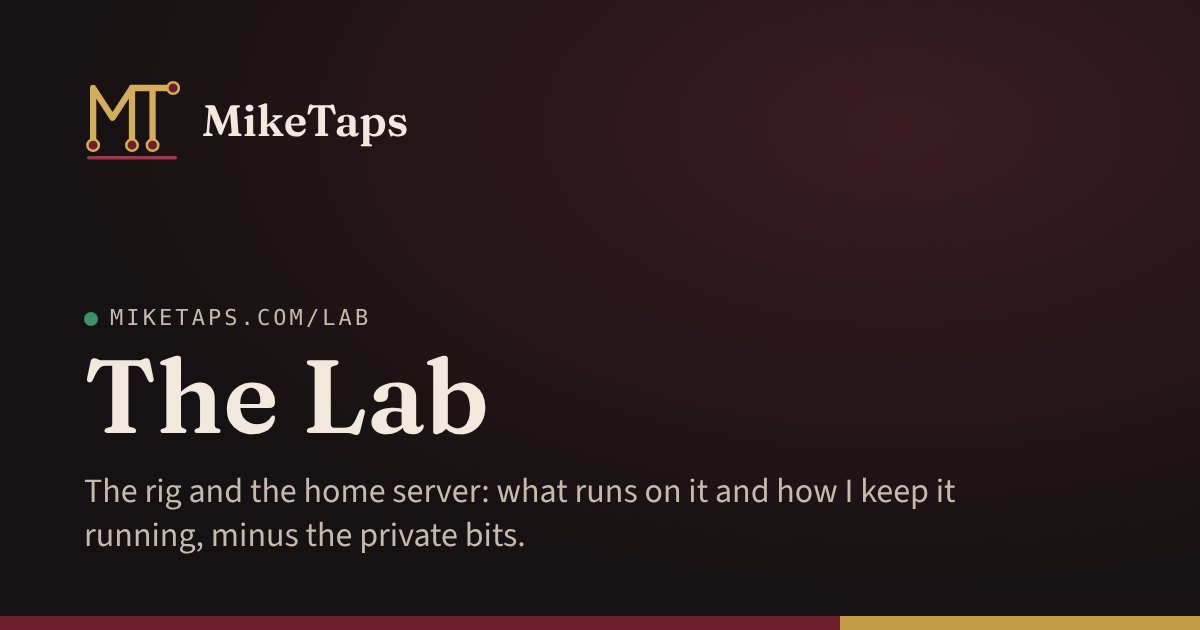 MT
MikeTaps
MIKETAPS.COM/LAB
The Lab
The rig and the home server: what runs on it and how I keep it
running, minus the private bits.